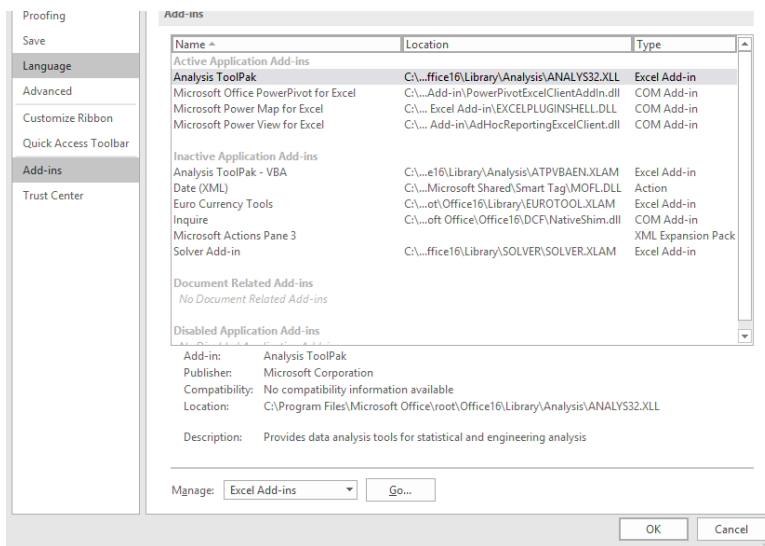 Proofing
Save
Language
Advanced
Customize Ribbon
Quick Access Toolbar
Add-ins
Trust Center
Add-ins
Name Location Type
Active Application Add-ins
Analysis ToolPak C:\...ffice16\Library\Analysis\ANALYS32.XLL Excel Add-in
Microsoft Office PowerPivot for Excel C:\...Add-in\PowerPivotExcelClientAddIn.dll COM Add-in
Microsoft Power Map for Excel C:\... Excel Add-in\EXCELPLUGINSHELL.DLL COM Add-in
Microsoft Power View for Excel C:\... Add-in\AdHocReportingExcelClient.dll COM Add-in
Inactive Application Add-ins
Analysis ToolPak - VBA C:\...e16\Library\Analysis\ATPVBAEN.XLAM Excel Add-in
Date (XML) C:\...Microsoft Shared\Smart Tag\MOFL.DLL Action
Euro Currency Tools C:\...ot\Office16\Library\EUROTOOL.XLAM Excel Add-in
Inquire C:\...oft Office\Office16\DCF\NativeShim.dll COM Add-in
Microsoft Actions Pane 3 XML Expansion Pack
Solver Add-in C:\...ffice16\Library\SOLVER\SOLVER.XLAM Excel Add-in
Document Related Add-ins
No Document Related Add-ins
Disabled Application Add-ins
Add-in: Analysis ToolPak
Publisher: Microsoft Corporation
Compatibility: No compatibility information available
Location: C:\Program Files\Microsoft Office\root\Office16\Library\Analysis\ANALYS32.XLL
Description: Provides data analysis tools for statistical and engineering analysis
Manage: Excel Add-ins Go...
OK Cancel